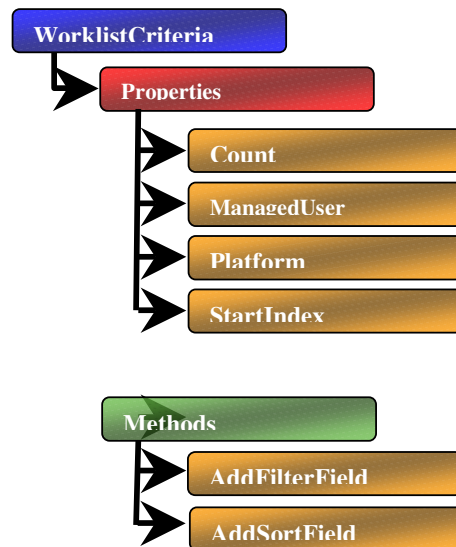 WorklistCriteria
Properties
Count
ManagedUser
Platform
StartIndex
Methods
AddFilterField
AddSortField